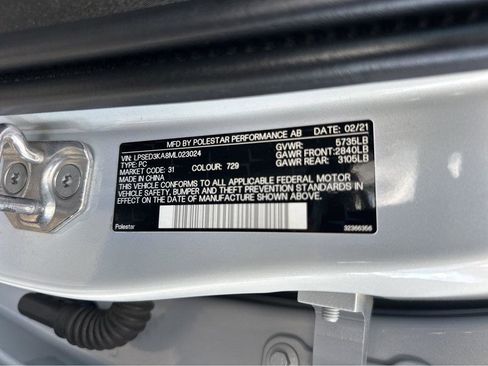 MFD BY POLESTAR PERFORMANCE AB DATE: 02/21
VIN: LPSED3KA8ML023024 GVWR: 5735LB
TYPE: PC GAWR FRONT:2840LB
MARKET CODE: 31 COLOUR: 729 GAWR REAR: 3105LB
MADE IN CHINA
THIS VEHICLE CONFORMS TO ALL APPLICABLE FEDERAL MOTOR
VEHICLE SAFETY, BUMPER AND THEFT PREVENTION STANDARDS IN
EFFECT ON THE DATE OF MANUFACTURE SHOWN ABOVE.
Polestar 32366356